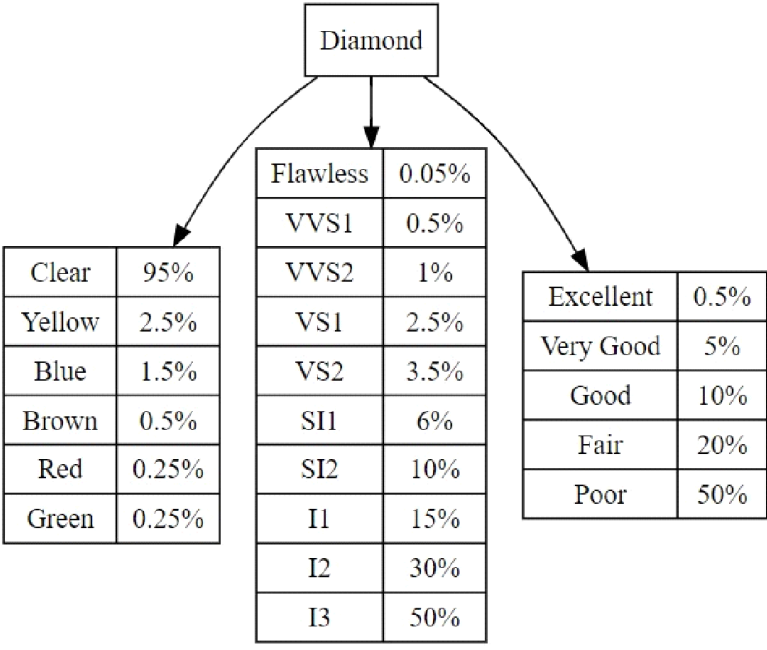 Diamond
Clear 95%
Yellow 2.5%
Blue 1.5%
Brown 0.5%
Red 0.25%
Green 0.25%
Flawless 0.05%
VVS1 0.5%
VVS2 1%
VS1 2.5%
VS2 3.5%
SI1 6%
SI2 10%
I1 15%
I2 30%
I3 50%
Excellent 0.5%
Very Good 5%
Good 10%
Fair 20%
Poor 50%